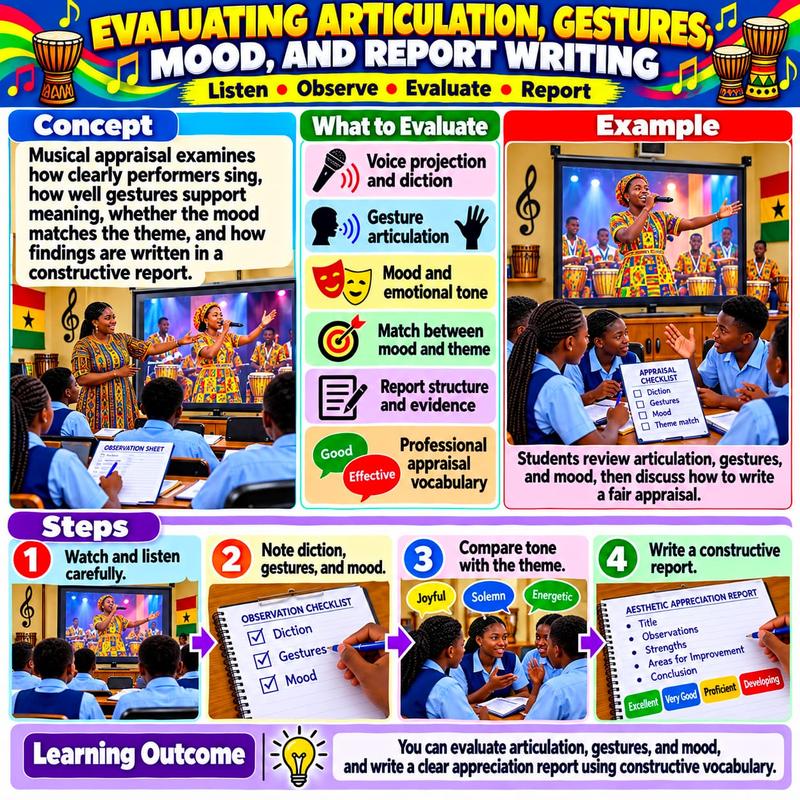 EVALUATING ARTICULATION, GESTURES,
MOOD, AND REPORT WRITING
Listen • Observe • Evaluate • Report
Concept
Musical appraisal examines
how clearly performers sing,
how well gestures support
meaning, whether the mood
matches the theme, and how
findings are written in a
constructive report.
OBSERVATION SHEET
What to Evaluate
Voice projection
and diction
Gesture
articulation
Mood and
emotional tone
Match between
mood and theme
Report structure
and evidence
Good
Effective
Professional
appraisal
vocabulary
Example
APPRAISAL
CHECKLIST
Diction
Gestures
Mood
Theme match
Students review articulation, gestures,
and mood, then discuss how to write
a fair appraisal.
Steps
1
Watch and listen
carefully.
2
Note diction,
gestures, and mood.
OBSERVATION CHECKLIST
Diction
Gestures
Mood
3
Compare tone
with the theme.
Joyful
Solemn
Energetic
4
Write a constructive
report.
AESTHETIC APPRECIATION REPORT
• Title
• Observations
• Strengths
• Areas for Improvement
• Conclusion
Excellent
Very Good
Proficient
Developing
Learning Outcome
You can evaluate articulation, gestures, and mood,
and write a clear appreciation report using constructive vocabulary.